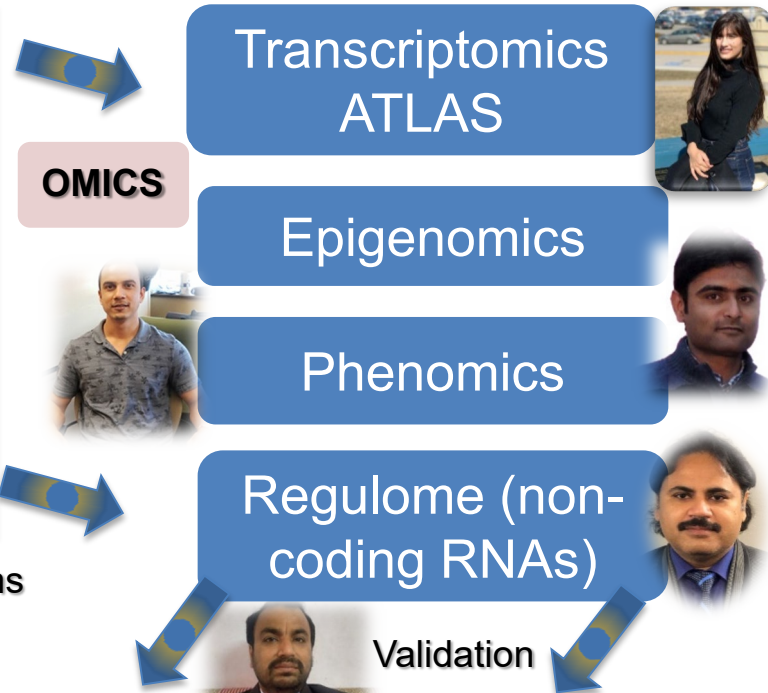 Transcriptomics
ATLAS
OMICS
Epigenomics
Phenomics
Regulome (non-
coding RNAs)
Validation